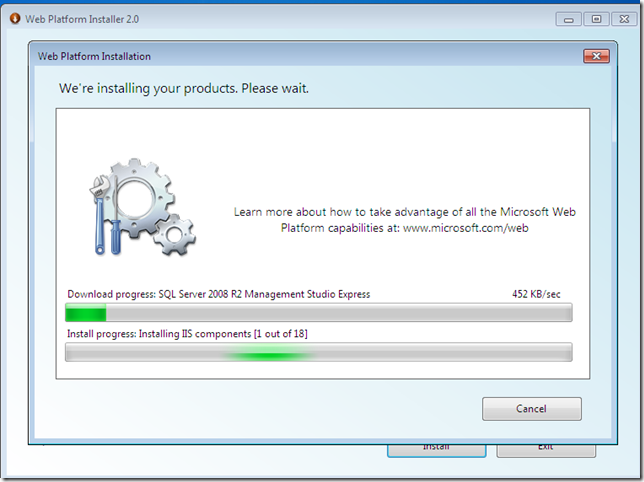 Web Platform Installer 2.0
Web Platform Installation
We're installing your products. Please wait.
Learn more about how to take advantage of all the Microsoft Web
Platform capabilities at: www.microsoft.com/web
Download progress: SQL Server 2008 R2 Management Studio Express 452 KB/sec
Install progress: Installing IIS components [1 out of 18]
Cancel
Install Exit